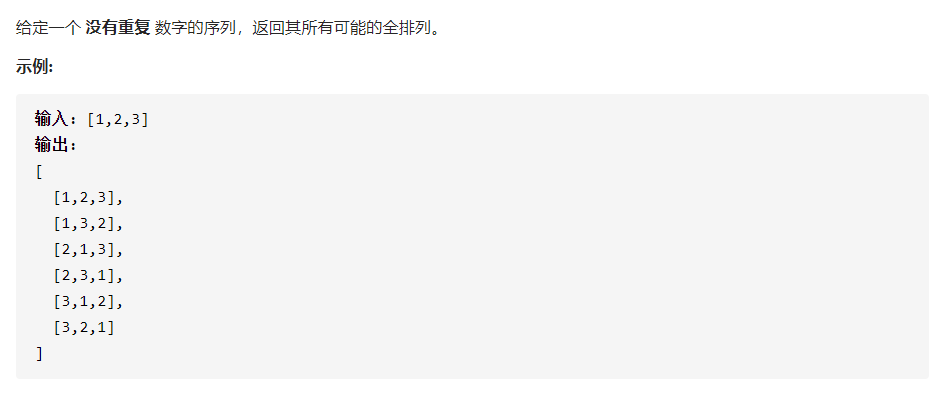 给定一个 没有重复 数字的序列，返回其所有可能的全排列。
示例:
输入: [1,2,3]
输出:
[
  [1,2,3],
  [1,3,2],
  [2,1,3],
  [2,3,1],
  [3,1,2],
  [3,2,1]
]